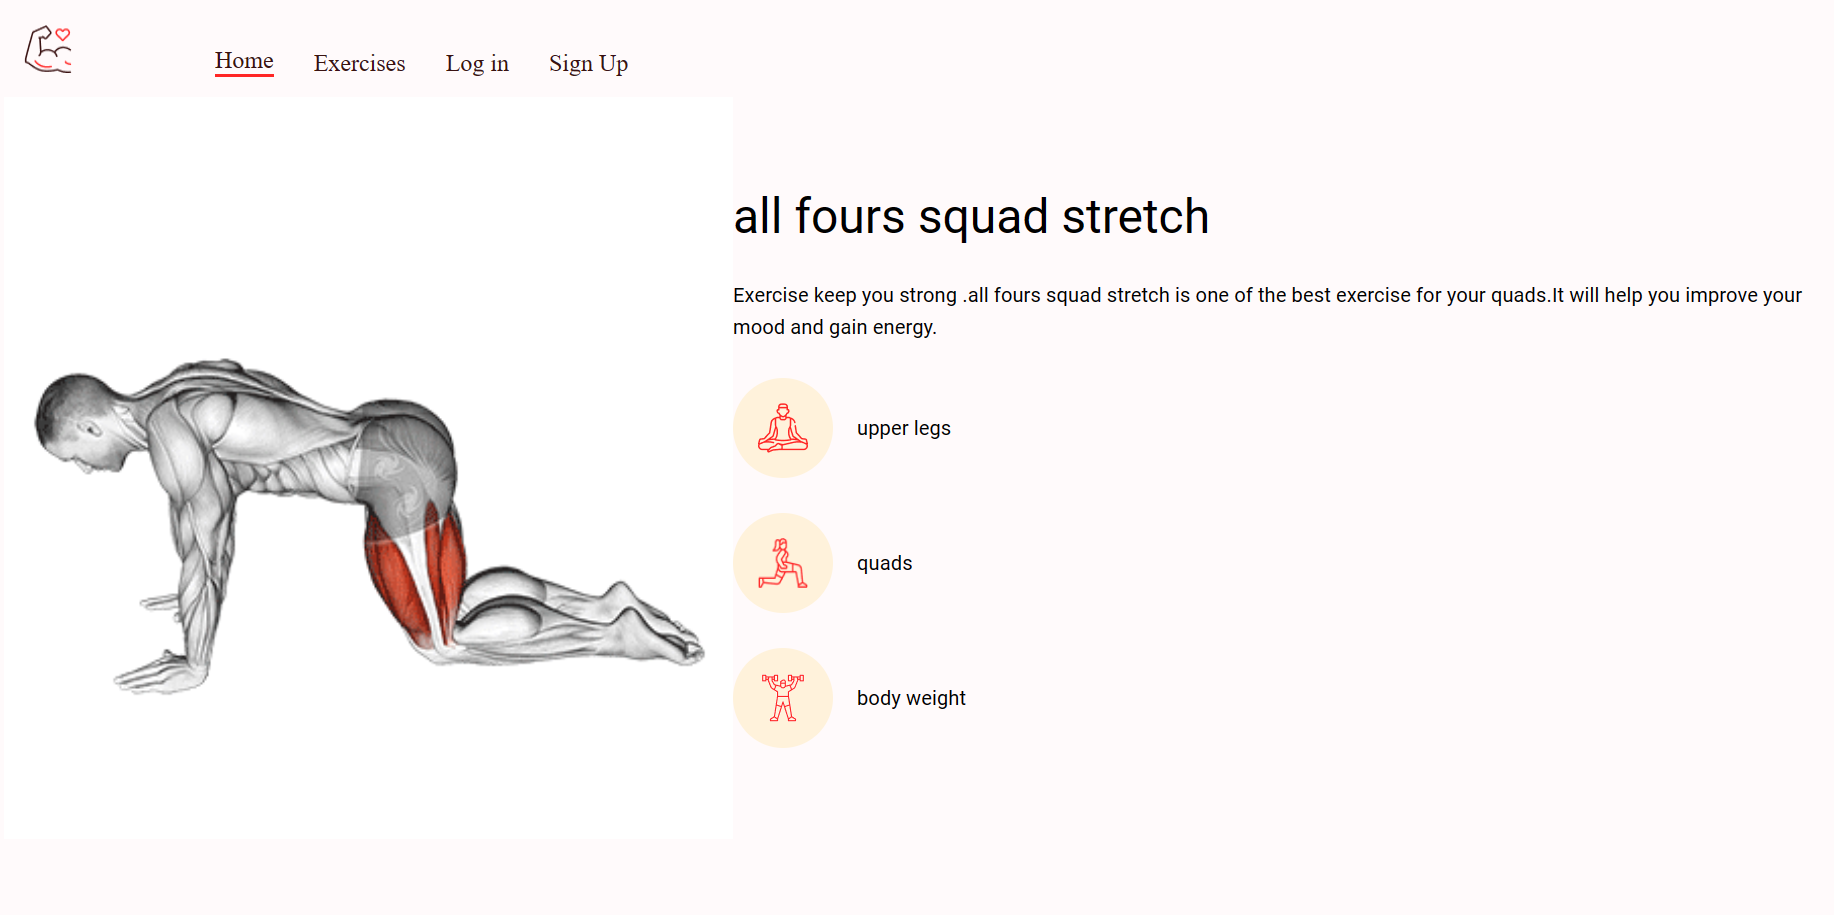 Home
Exercises
Log in
Sign Up
all fours squad stretch
Exercise keep you strong .all fours squad stretch is one of the best exercise for your quads.It will help you improve your
mood and gain energy.
upper legs
quads
body weight